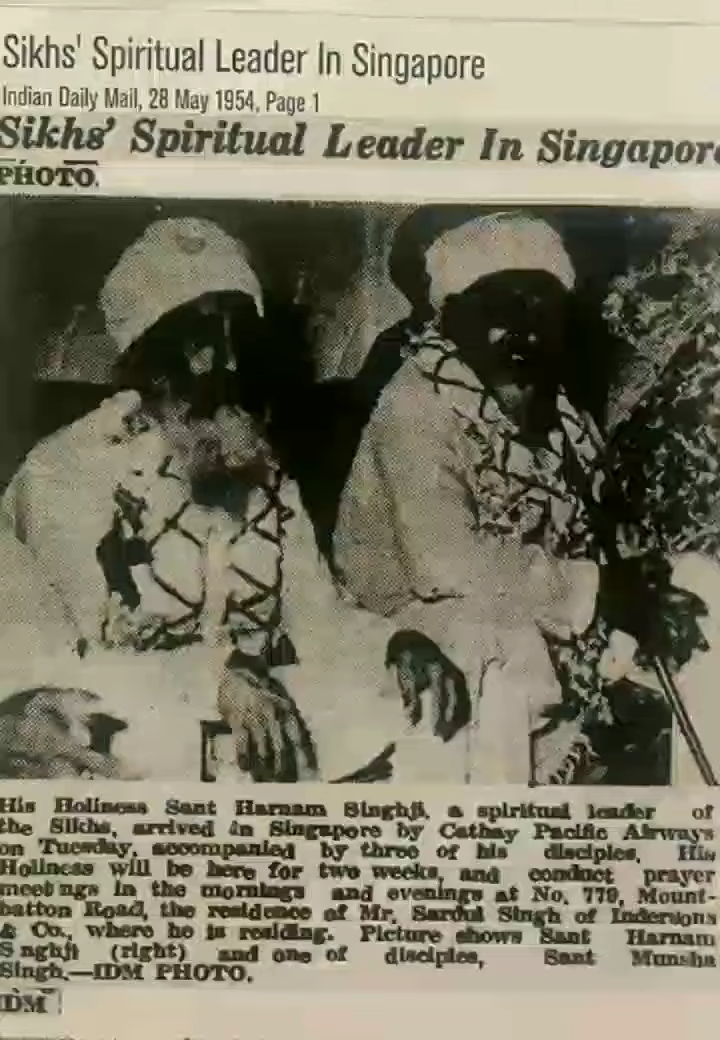 Sikhs' Spiritual Leader In Singapore
Indian Daily Mail, 28 May 1954, Page 1
Sikhs' Spiritual Leader In Singapore
PHOTO.
His Holiness Sant Harnam Singhji, a spiritual leader of
the Sikhs, arrived in Singapore by Cathay Pacific Airways
on Tuesday, accompanied by three of his disciples. His
Holiness will be here for two weeks, and conduct prayer
meet ngs in the mornings and evenings at No. 779, Mount-
batton Road, the residence of Mr. Sardul Singh ofIndersons
& Co., where he is residing. Picture shows Sant Harnam
S nghji (right) and one of disciples, Sant Munsha
Singh.—IDM PHOTO.
IDM